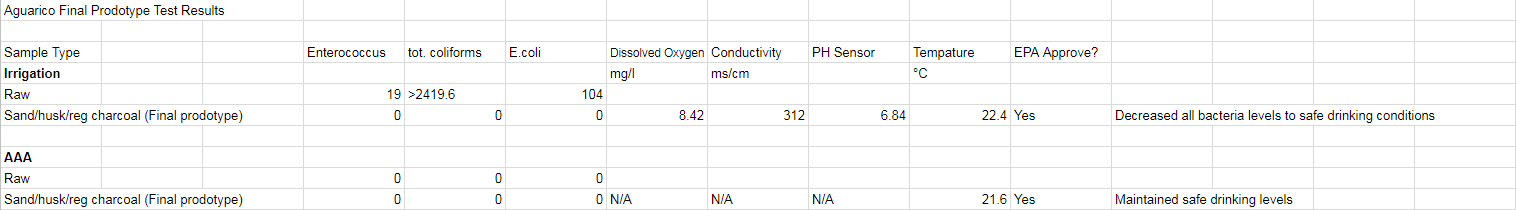 Aguarico Final Prodotype Test Results
Sample Type Enterococcus tot. coliforms E.coli Dissolved Oxygen Conductivity PH Sensor Tempature EPA Approve?
Irrigation mg/l ms/cm °C
Raw 19 >2419.6 104
Sand/husk/reg charcoal (Final prodotype) 0 0 0 8.42 312 6.84 22.4 Yes Decreased all bacteria levels to safe drinking conditions
AAA
Raw 0 0 0
Sand/husk/reg charcoal (Final prodotype) 0 0 0 N/A N/A N/A 21.6 Yes Maintained safe drinking levels